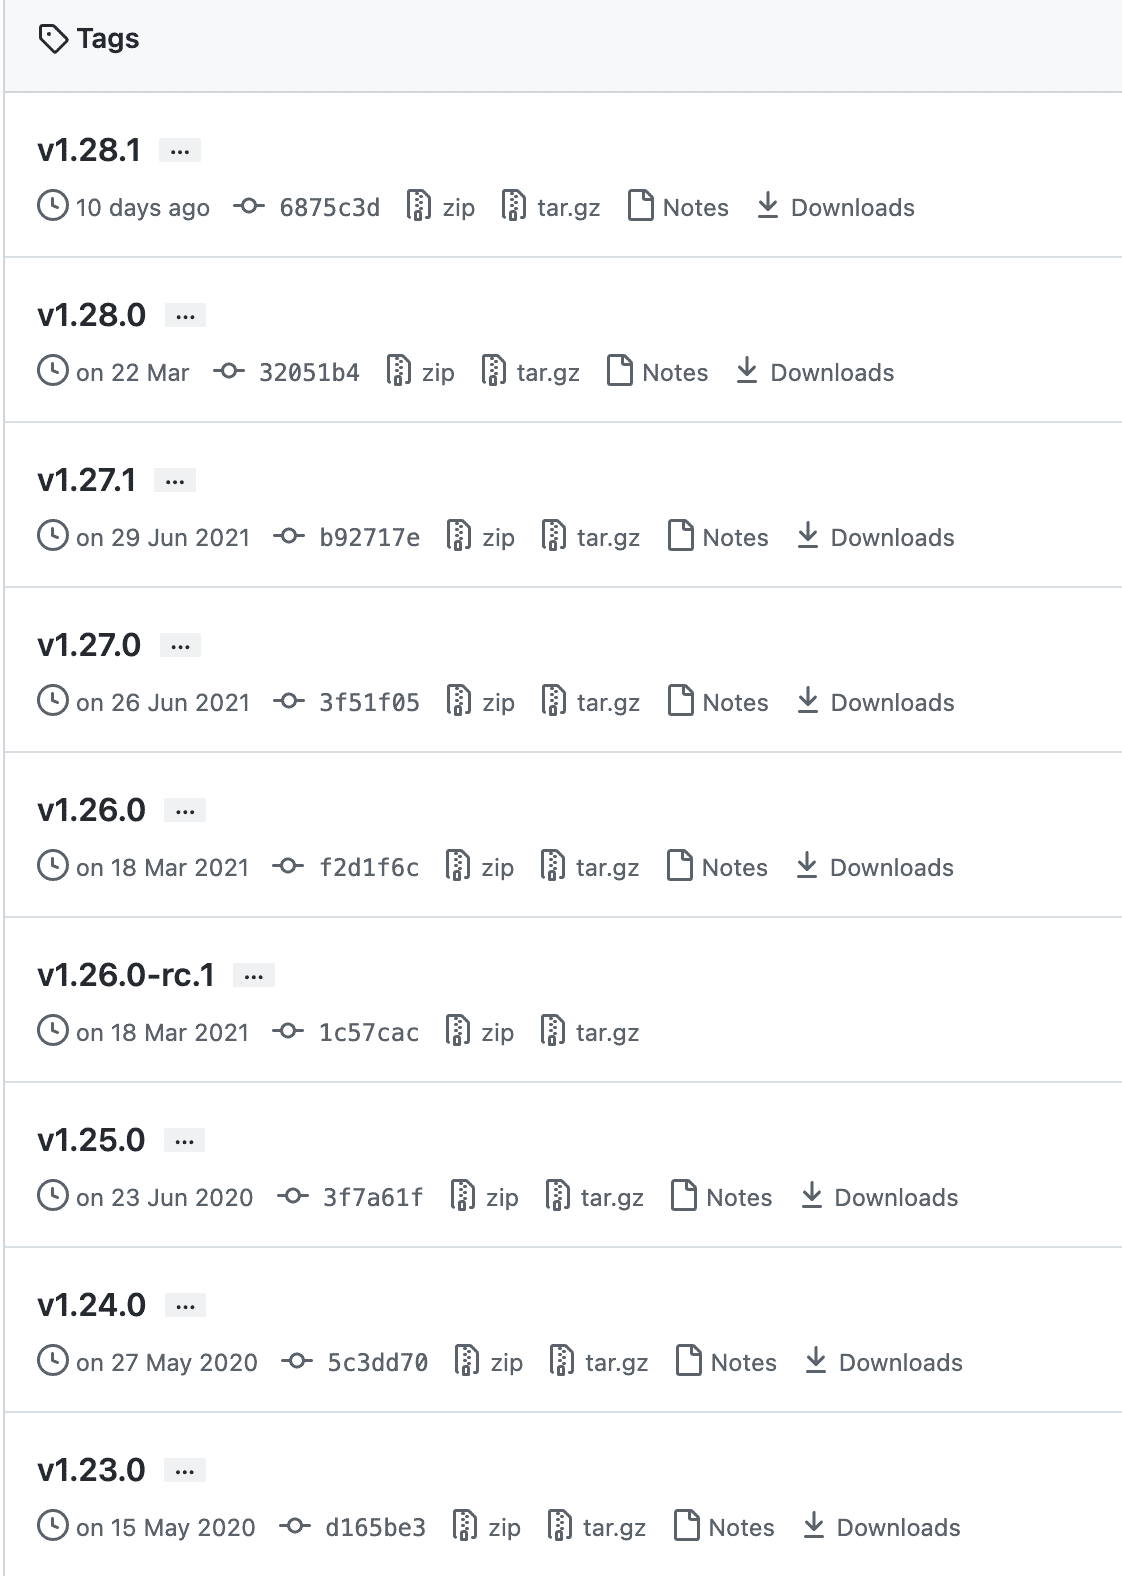 Tags
v1.28.1 ...
10 days ago 6875c3d zip tar.gz Notes Downloads
v1.28.0 ...
on 22 Mar 32051b4 zip tar.gz Notes Downloads
v1.27.1 ...
on 29 Jun 2021 b92717e zip tar.gz Notes Downloads
v1.27.0 ...
on 26 Jun 2021 3f51f05 zip tar.gz Notes Downloads
v1.26.0 ...
on 18 Mar 2021 f2d1f6c zip tar.gz Notes Downloads
v1.26.0-rc.1 ...
on 18 Mar 2021 1c57cac zip tar.gz
v1.25.0 ...
on 23 Jun 2020 3f7a61f zip tar.gz Notes Downloads
v1.24.0 ...
on 27 May 2020 5c3dd70 zip tar.gz Notes Downloads
v1.23.0 ...
on 15 May 2020 d165be3 zip tar.gz Notes Downloads